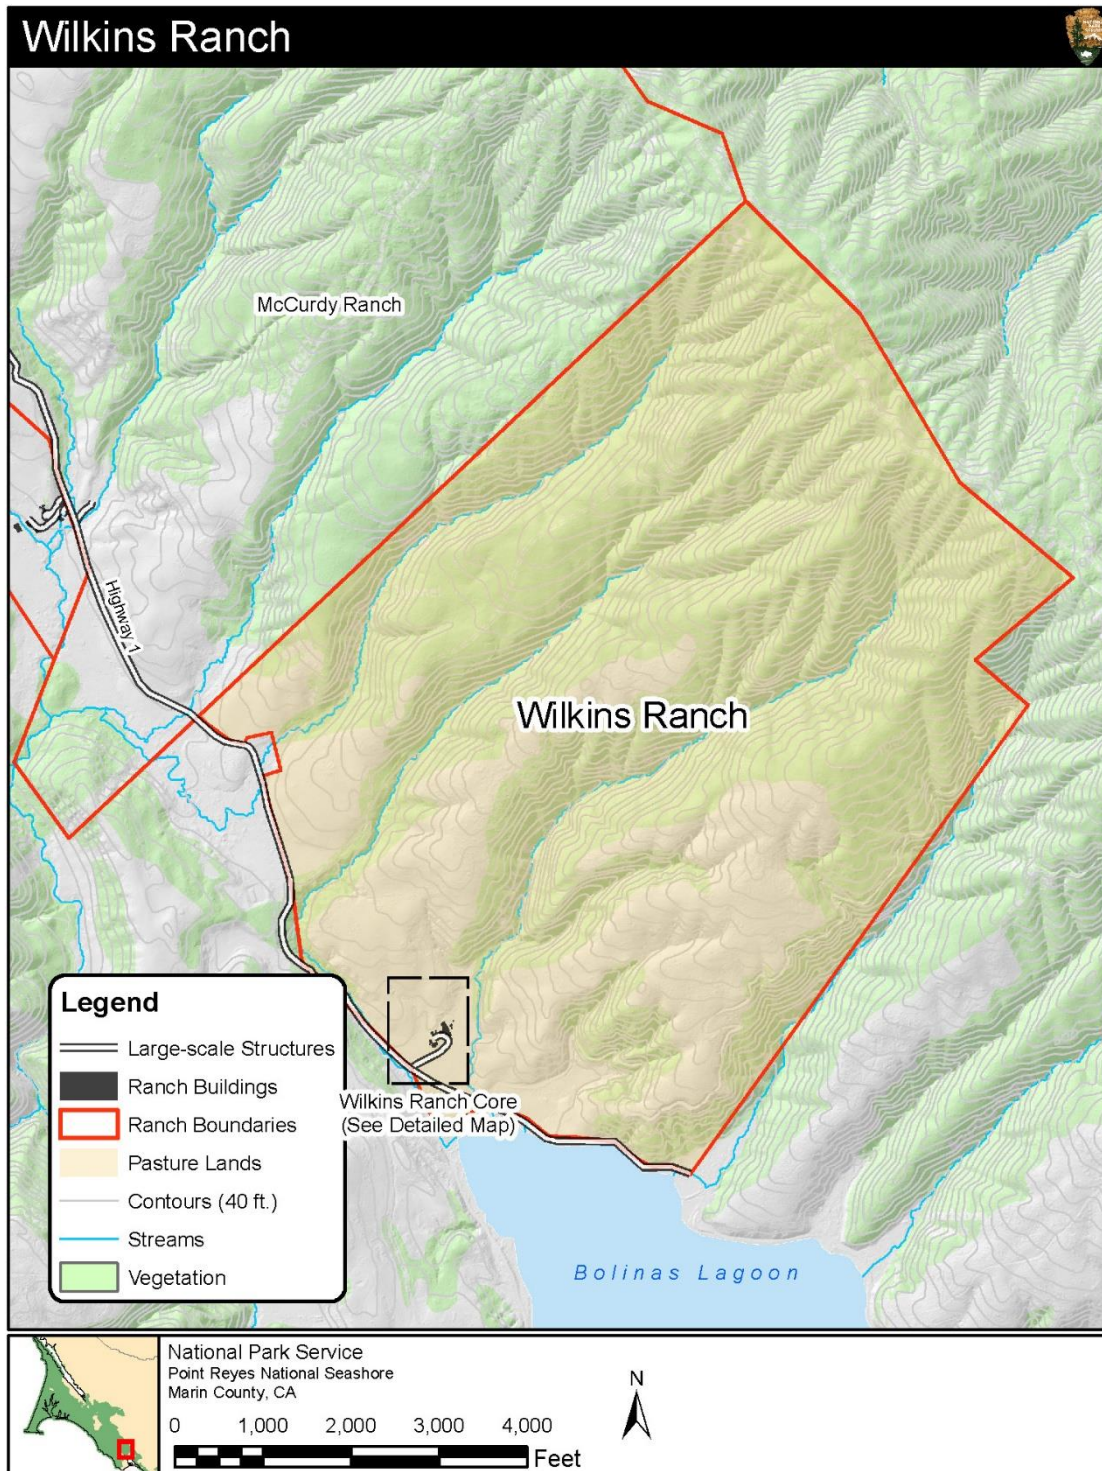 Wilkins Ranch
McCurdy Ranch
Highway 1
Wilkins Ranch
Legend
Large-scale Structures
Ranch Buildings
Ranch Boundaries
Pasture Lands
Contours (40 ft.)
Streams
Vegetation
Wilkins Ranch Core
(See Detailed Map)
Bolinas Lagoon
National Park Service
Point Reyes National Seashore
Marin County, CA
N
0 1,000 2,000 3,000 4,000
Feet